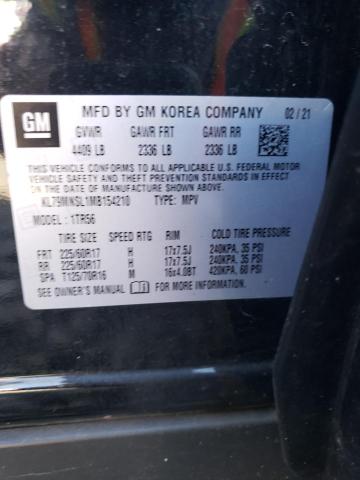 GM
MFD BY GM KOREA COMPANY 02/21
GVWR GAWR FRT GAWR RR
4409 LB 2336 LB 2336 LB
THIS VEHICLE CONFORMS TO ALL APPLICABLE U.S. FEDERAL MOTOR
VEHICLE SAFETY AND THEFT PREVENTION STANDARDS IN EFFECT ON
THE DATE OF MANUFACTURE SHOWN ABOVE.
KL79MNSL1MB154210 TYPE: MPV
MODEL: 1TR56
TIRE SIZE SPEED RTG RIM COLD TIRE PRESSURE
FRT 225/60R17 H 17x7.5J 240KPA, 35 PSI
RR 225/60R17 H 17x7.5J 240KPA, 35 PSI
SPA T125/70R16 M 16x4.0BT 420KPA, 60 PSI
SEE OWNER'S MANUAL FOR ADDITIONAL INFORMATION.